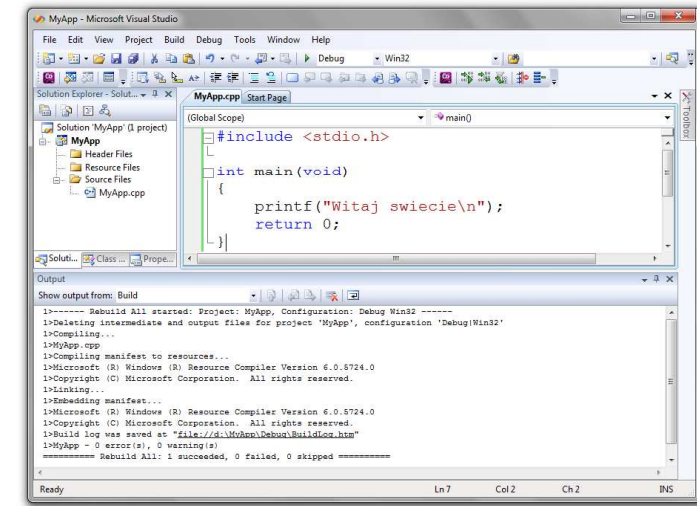 MyApp - Microsoft Visual Studio
File Edit View Project Build Debug Tools Window Help
Debug Win32
Solution Explorer - Solut...
MyApp.cpp Start Page
(Global Scope) main()
Toolbox
Solution 'MyApp' (1 project)
MyApp
Header Files
Resource Files
Source Files
MyApp.cpp
#include <stdio.h>
int main(void)
{
printf("Witaj swiecie\n");
return 0;
}
Soluti... Class ... Prope...
Output
Show output from: Build
1>------ Rebuild All started: Project: MyApp, Configuration: Debug Win32 ------
1>Deleting intermediate and output files for project 'MyApp', configuration 'Debug|Win32'
1>Compiling...
1>MyApp.cpp
1>Compiling manifest to resources...
1>Microsoft (R) Windows (R) Resource Compiler Version 6.0.5724.0
1>Copyright (C) Microsoft Corporation.  All rights reserved.
1>Linking...
1>Embedding manifest...
1>Microsoft (R) Windows (R) Resource Compiler Version 6.0.5724.0
1>Copyright (C) Microsoft Corporation.  All rights reserved.
1>Build log was saved at "file://d:\MyApp\Debug\BuildLog.htm"
1>MyApp - 0 error(s), 0 warning(s)
========== Rebuild All: 1 succeeded, 0 failed, 0 skipped ==========
Ready Ln 7 Col 2 Ch 2 INS